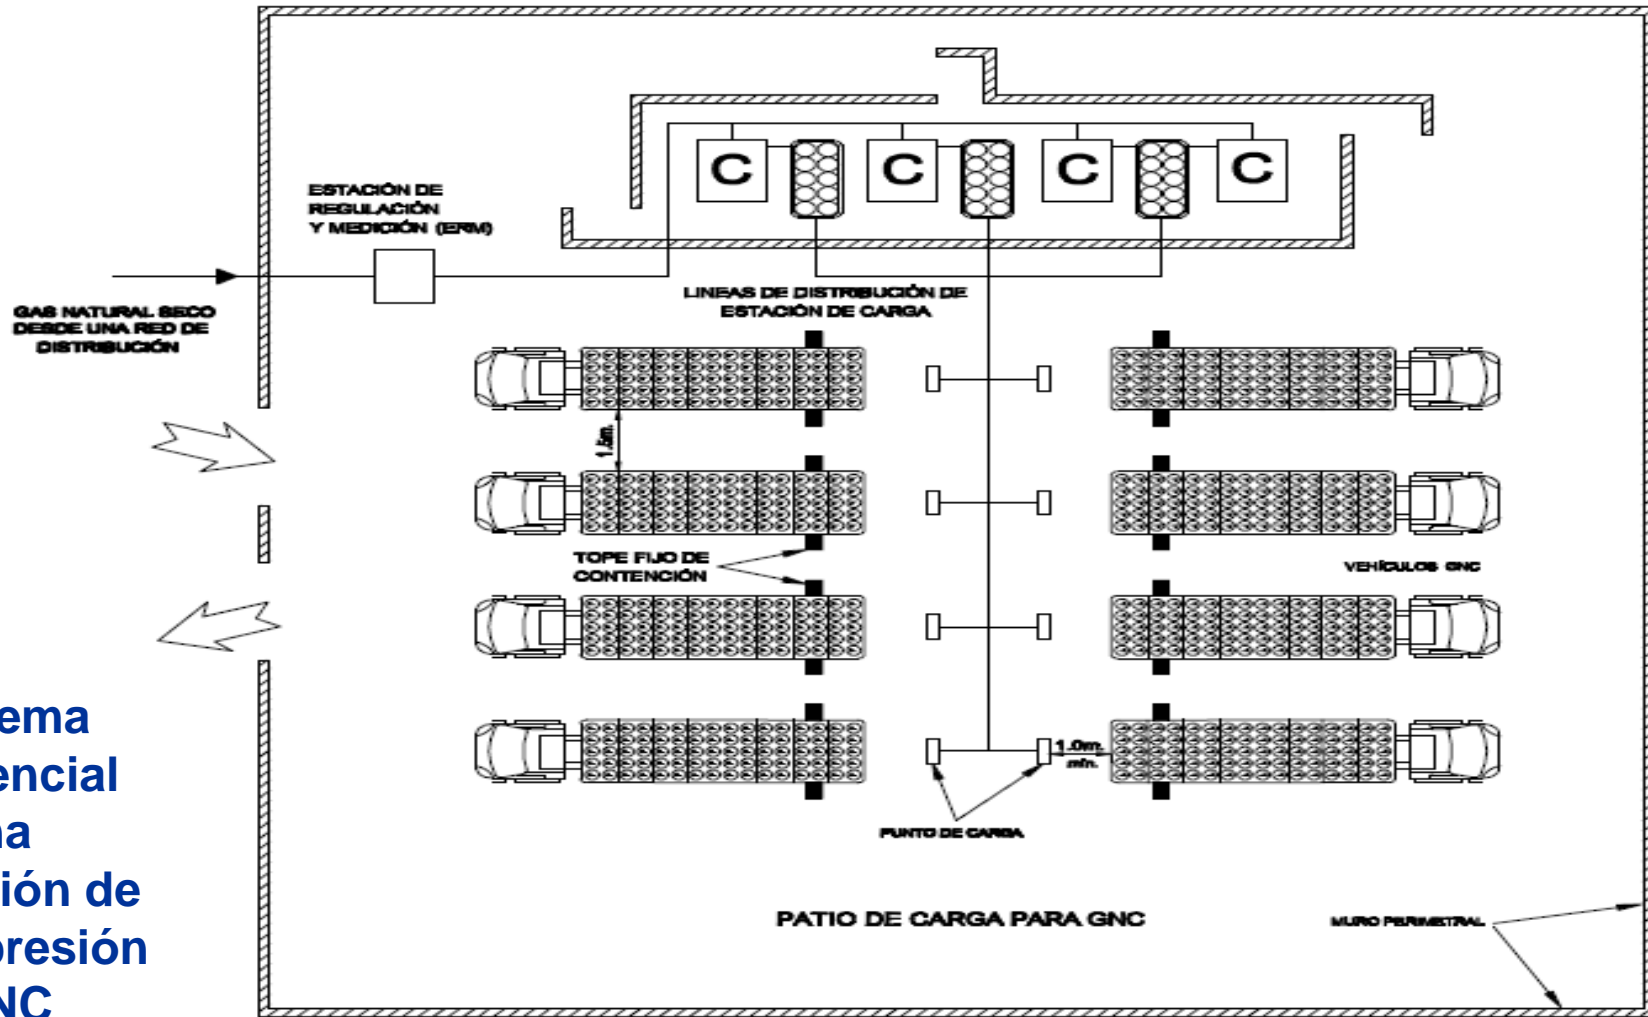 ESTACIÓN DE
REGULACIÓN
Y MEDICIÓN (ERM)
C
C
C
C
GAS NATURAL SECO
DESDE UNA RED DE
DISTRIBUCIÓN
LINEAS DE DISTRIBUCIÓN DE
ESTACIÓN DE CARGA
1.5m.
TOPE FIJO DE
CONTENCIÓN
VEHÍCULOS GNC
1.0m.
min.
PUNTO DE CARGA
PATIO DE CARGA PARA GNC
MURO PERIMETRAL
ema
encial
na
ión de
presión
NC